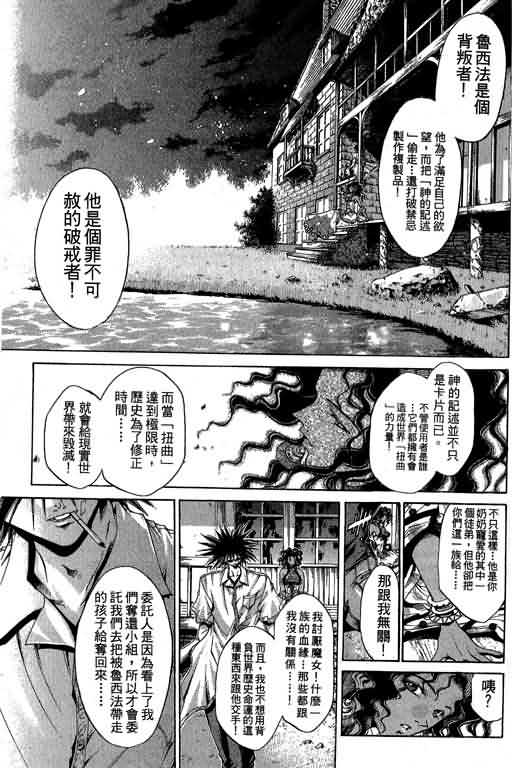 魯西法是個
背叛者！
他為了滿足自己的欲
望，而把「神的記述
」偷走…還打破禁忌
製作複製品！
他是個罪不可
赦的破戒者！
神的記述並不只
是卡片而已。
不管使用者是誰
…它們都擁有會
造成世界「扭曲
」的力量！
而當「扭曲」
達到極限時，
歷史為了修正
時間……
就會給現實世
界帶來毀滅！
不只這樣…他是你
奶奶寵愛的其中一
個徒弟，但他卻把
你們這一族給……
那跟我無關！
咦？
我討厭魔女！什麼一
族的血緣…那些都跟
我沒有關係……！
而且，我也不想用背
負世界歷史命運的這
種東西來跟他交手！
委託人是因為看上了我
們奪還小組，所以才會委
託我們去把被魯西法帶走
的孩子給奪回來……